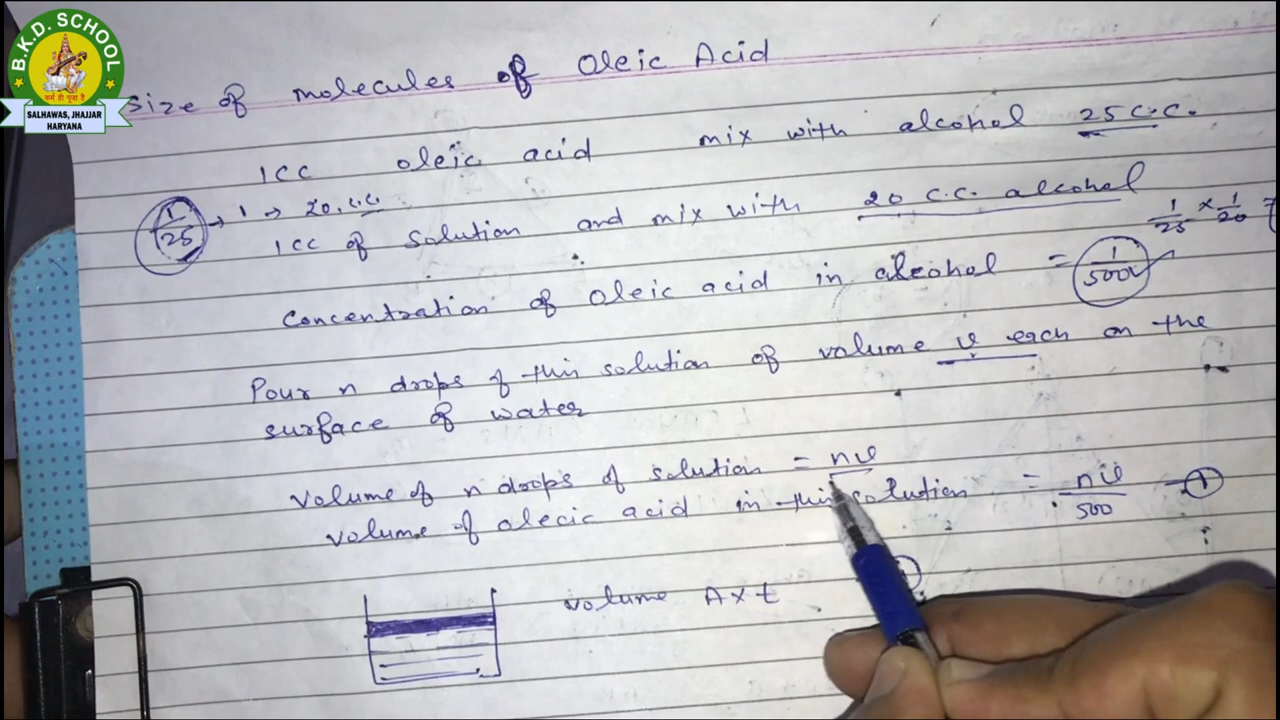 B.K.D. SCHOOL
कर्म ही पूजा है
SALHAWAS, JHAJJAR
HARYANA
Size of molecules of Oleic Acid
1CC oleic acid mix with alcohol 25 C.C.
1/25 → 1 → 20.CC
1CC of solution and mix with 20 C.C. alcohol
1/25 × 1/20 =
Concentration of oleic acid in alcohol = 1/500
Pour n drops of this solution of volume v each on the
surface of water
Volume of n drops of solution = nv
Volume of olecic acid in this solution = nv/500 - 1
volume A x t